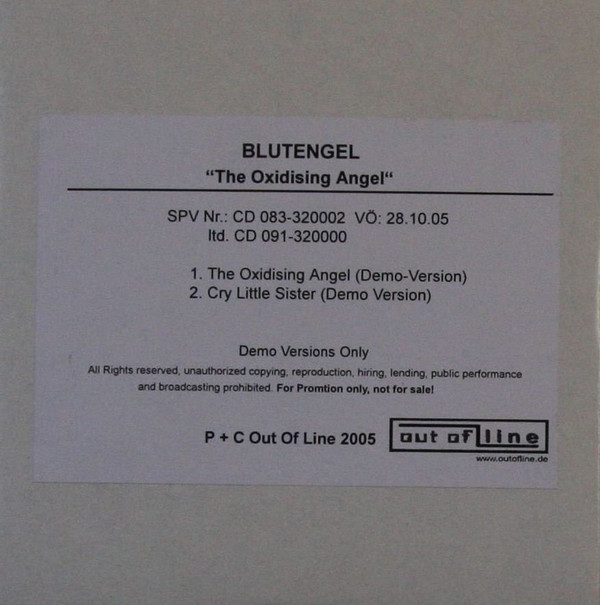 BLUTENGEL
“The Oxidising Angel“
SPV Nr.: CD 083-320002 VÖ: 28.10.05
ltd. CD 091-320000
1. The Oxidising Angel (Demo-Version)
2. Cry Little Sister (Demo Version)
Demo Versions Only
All Rights reserved, unauthorized copying, reproduction, hiring, lending, public performance
and broadcasting prohibited. For Promtion only, not for sale!
P + C Out Of Line 2005
out of line
www.outofline.de